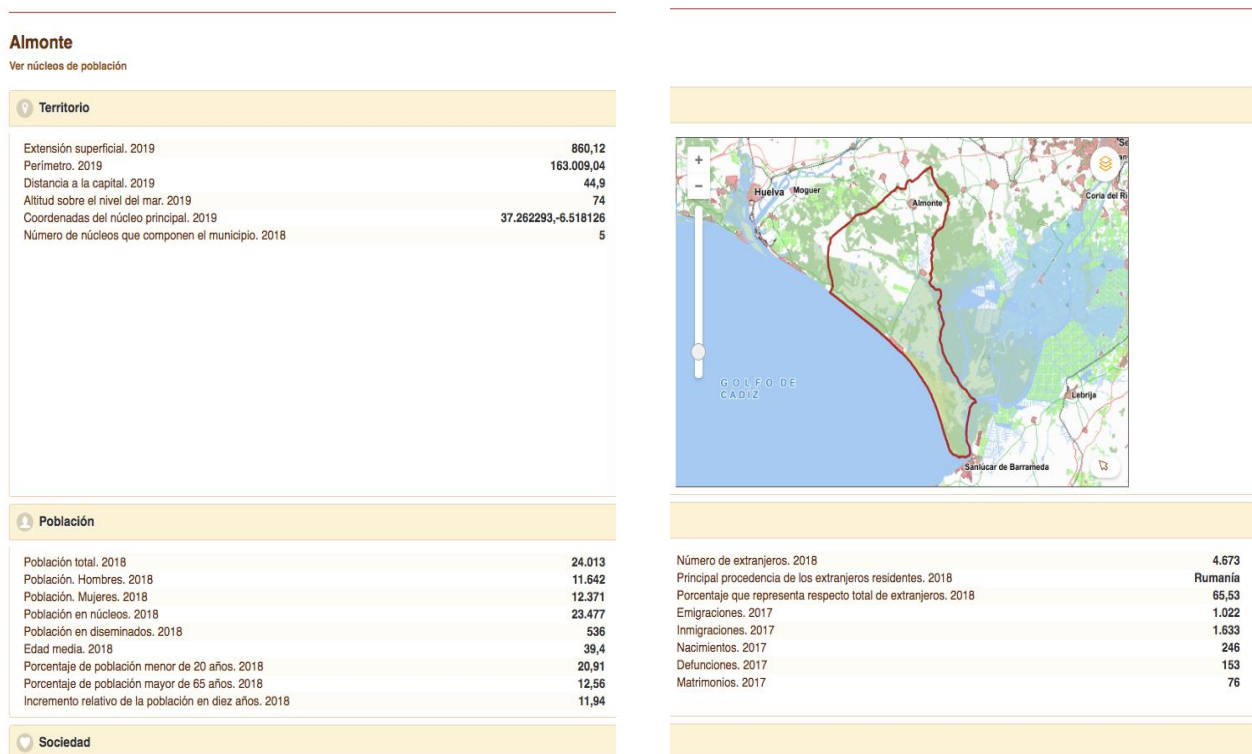 Almonte
Ver núcleos de población
Territorio
Extensión superficial. 2019 860,12
Perímetro. 2019 163.009,04
Distancia a la capital. 2019 44,9
Altitud sobre el nivel del mar. 2019 74
Coordenadas del núcleo principal. 2019 37.262293,-6.518126
Número de núcleos que componen el municipio. 2018 5
+
−
Huelva
Moguer
Almonte
Coria del Ri
GOLFO DE
CADIZ
Lebrija
Sanlúcar de Barrameda
Población
Población total. 2018 24.013
Población. Hombres. 2018 11.642
Población. Mujeres. 2018 12.371
Población en núcleos. 2018 23.477
Población en diseminados. 2018 536
Edad media. 2018 39,4
Porcentaje de población menor de 20 años. 2018 20,91
Porcentaje de población mayor de 65 años. 2018 12,56
Incremento relativo de la población en diez años. 2018 11,94
Número de extranjeros. 2018 4.673
Principal procedencia de los extranjeros residentes. 2018 Rumanía
Porcentaje que representa respecto total de extranjeros. 2018 65,53
Emigraciones. 2017 1.022
Inmigraciones. 2017 1.633
Nacimientos. 2017 246
Defunciones. 2017 153
Matrimonios. 2017 76
Sociedad